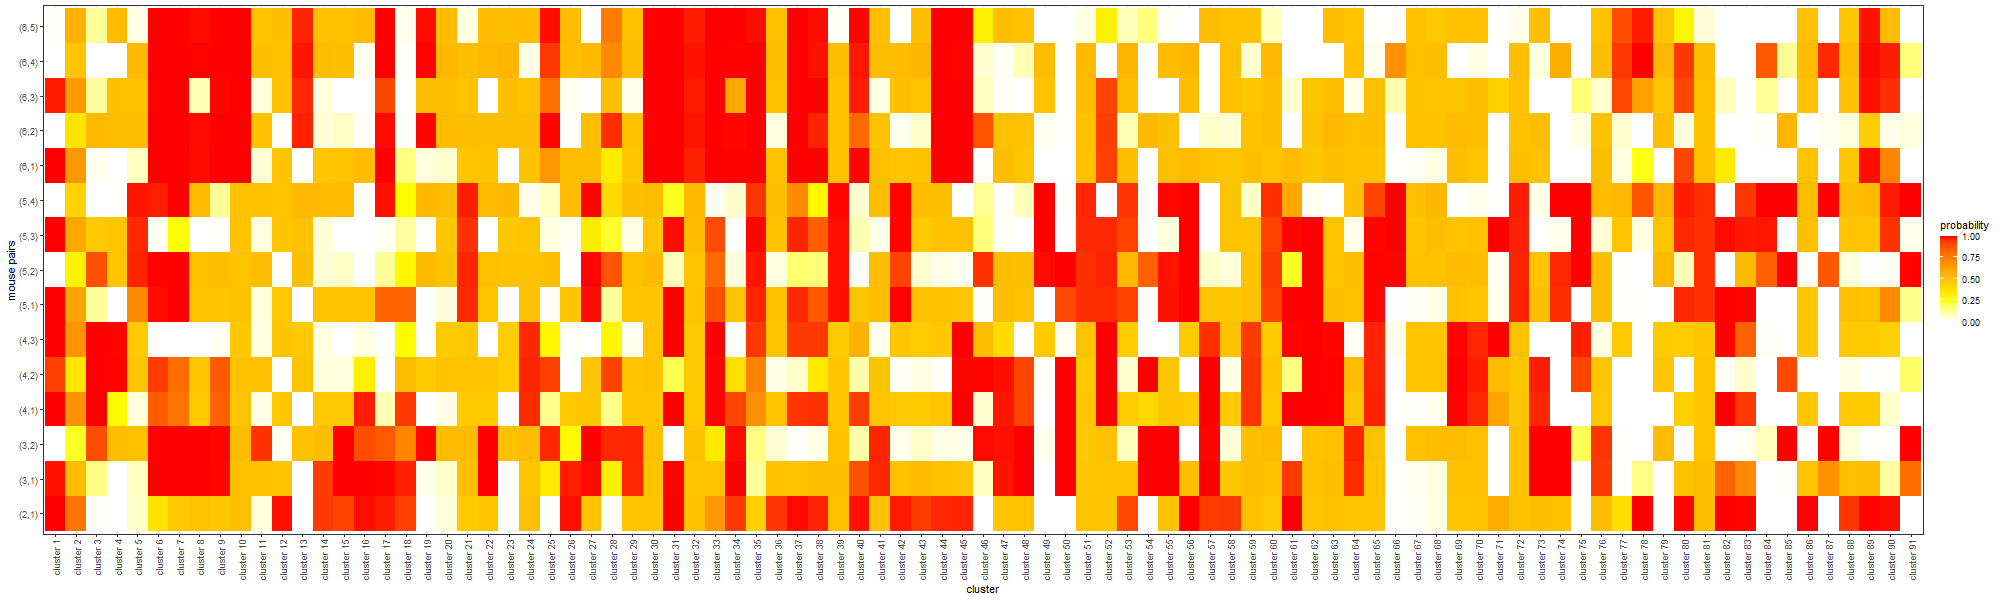 mouse pairs
(6,5)
(6,4)
(6,3)
(6,2)
(6,1)
(5,4)
(5,3)
(5,2)
(5,1)
(4,3)
(4,2)
(4,1)
(3,2)
(3,1)
(2,1)
cluster 1
cluster 2
cluster 3
cluster 4
cluster 5
cluster 6
cluster 7
cluster 8
cluster 9
cluster 10
cluster 11
cluster 12
cluster 13
cluster 14
cluster 15
cluster 16
cluster 17
cluster 18
cluster 19
cluster 20
cluster 21
cluster 22
cluster 23
cluster 24
cluster 25
cluster 26
cluster 27
cluster 28
cluster 29
cluster 30
cluster 31
cluster 32
cluster 33
cluster 34
cluster 35
cluster 36
cluster 37
cluster 38
cluster 39
cluster 40
cluster 41
cluster 42
cluster 43
cluster 44
cluster 45
cluster 46
cluster 47
cluster 48
cluster 49
cluster 50
cluster 51
cluster 52
cluster 53
cluster 54
cluster 55
cluster 56
cluster 57
cluster 58
cluster 59
cluster 60
cluster 61
cluster 62
cluster 63
cluster 64
cluster 65
cluster 66
cluster 67
cluster 68
cluster 69
cluster 70
cluster 71
cluster 72
cluster 73
cluster 74
cluster 75
cluster 76
cluster 77
cluster 78
cluster 79
cluster 80
cluster 81
cluster 82
cluster 83
cluster 84
cluster 85
cluster 86
cluster 87
cluster 88
cluster 89
cluster 90
cluster 91
cluster
probability
1.00
0.75
0.50
0.25
0.00